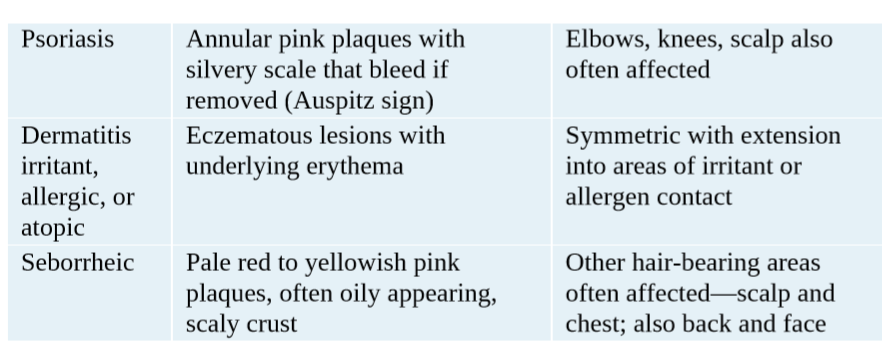 Psoriasis
Annular pink plaques with
silvery scale that bleed if
removed (Auspitz sign)
Elbows, knees, scalp also
often affected
Dermatitis
irritant,
allergic, or
atopic
Eczematous lesions with
underlying erythema
Symmetric with extension
into areas of irritant or
allergen contact
Seborrheic
Pale red to yellowish pink
plaques, often oily appearing,
scaly crust
Other hair-bearing areas
often affected—scalp and
chest; also back and face